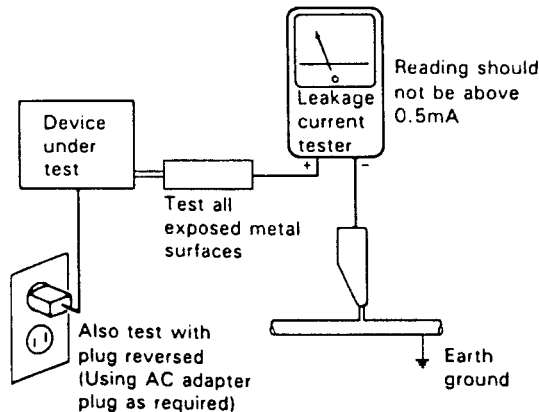 Leakage
current
tester
+
−
Reading should
not be above
0.5mA
Device
under
test
Test all
exposed metal
surfaces
Also test with
plug reversed
(Using AC adapter
plug as required)
Earth
ground